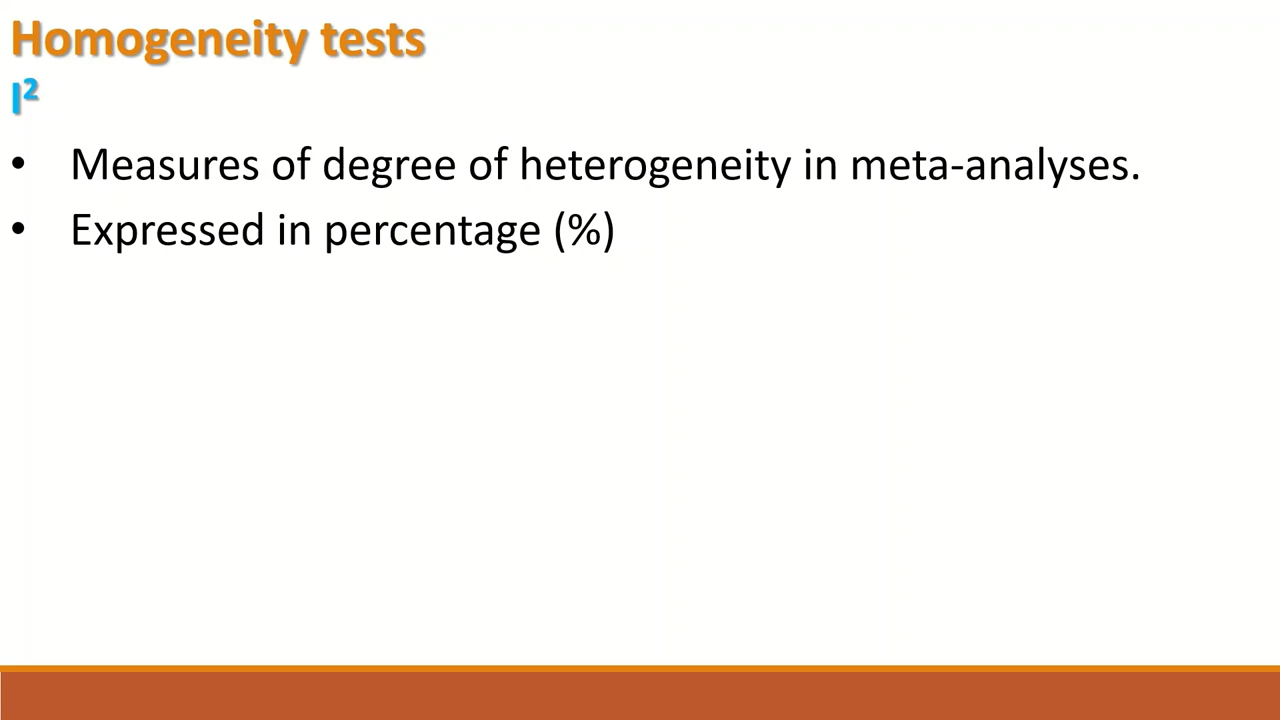 Homogeneity tests
I²
• Measures of degree of heterogeneity in meta-analyses.
• Expressed in percentage (%)